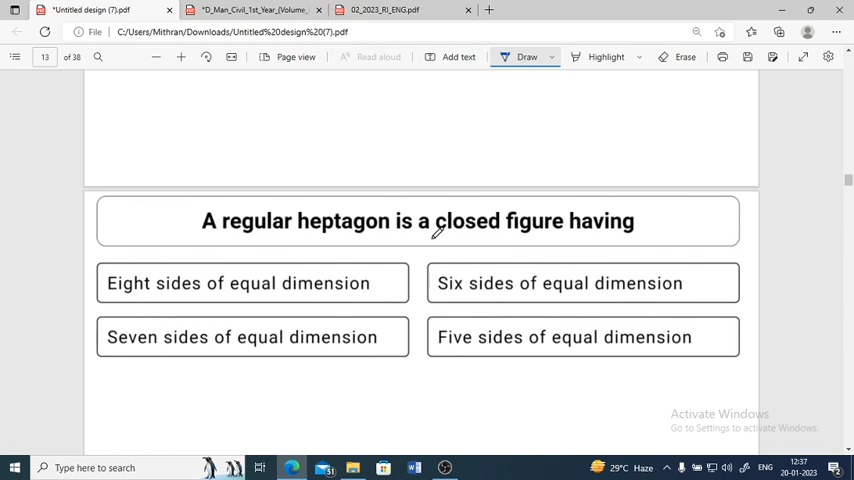 *Untitled design (7).pdf
*D_Man_Civil_1st_Year_(Volume_
02_2023_RI_ENG.pdf
File
C:/Users/Mithran/Downloads/Untitled%20design%20(7).pdf
13 of 38
Page view
Read aloud
Add text
Draw
Highlight
Erase
A regular heptagon is a closed figure having
Eight sides of equal dimension
Six sides of equal dimension
Seven sides of equal dimension
Five sides of equal dimension
Activate Windows
Go to Settings to activate Windows.
Type here to search
51
29°C Haze
ENG
12:37
20-01-2023
2